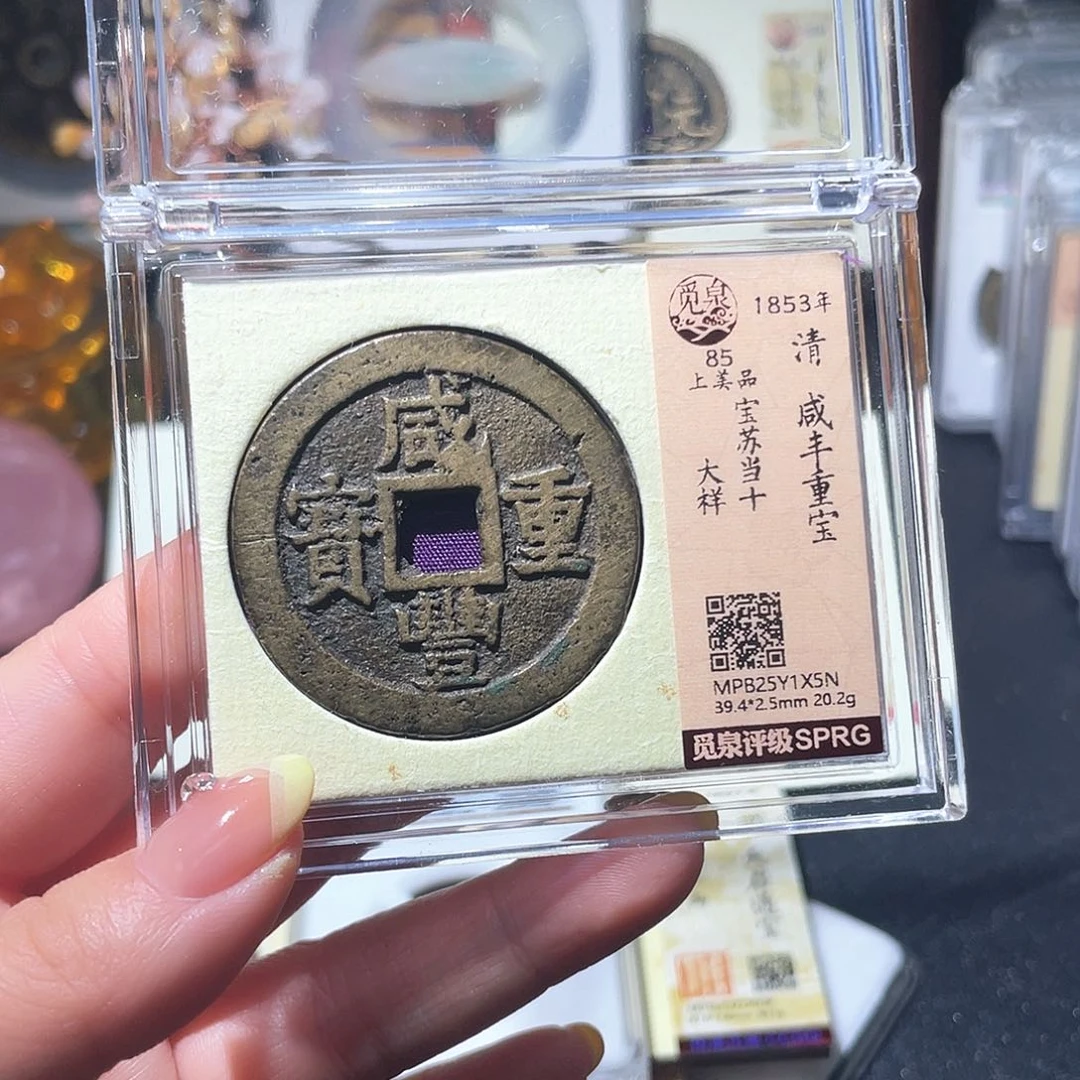 咸
豐
重
寶
觅泉
1853年
清 咸丰重宝
85
上美品
宝苏当十
大样
MPB25Y1X5N
39.4*2.5mm 20.2g
觅泉评级SPRG